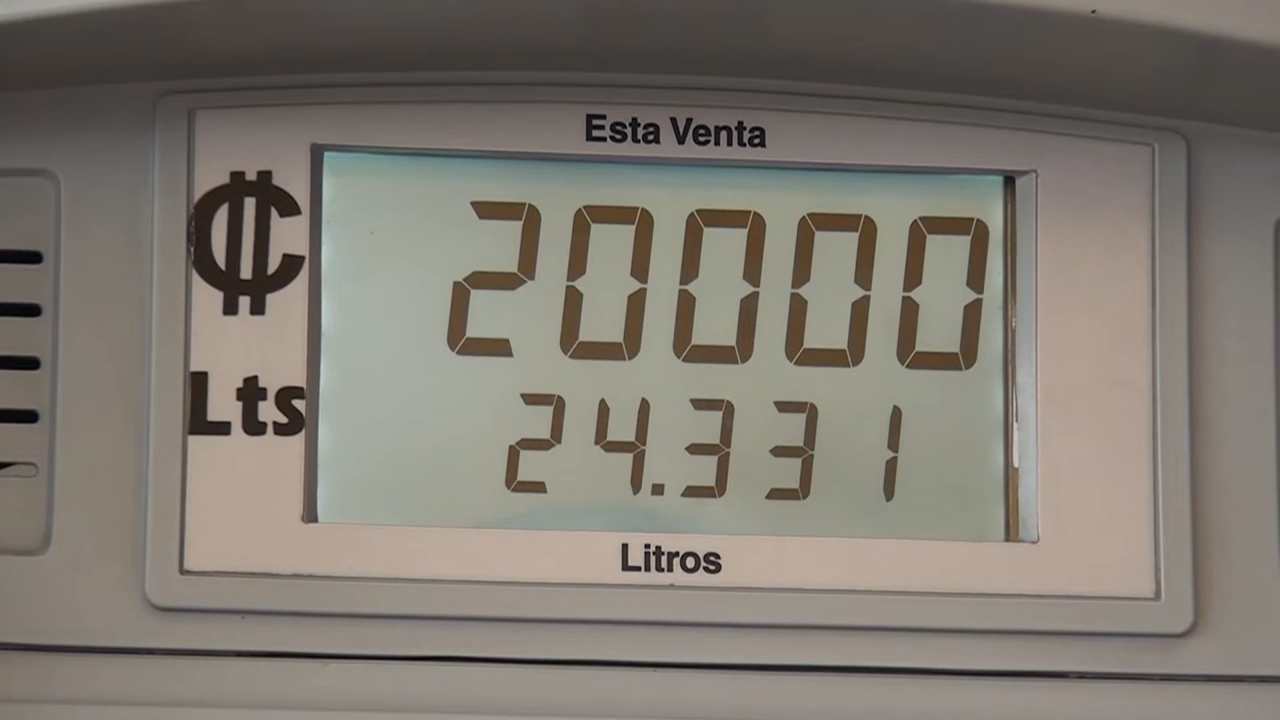 Esta Venta
₡ 20000
Lts 24.331
Litros